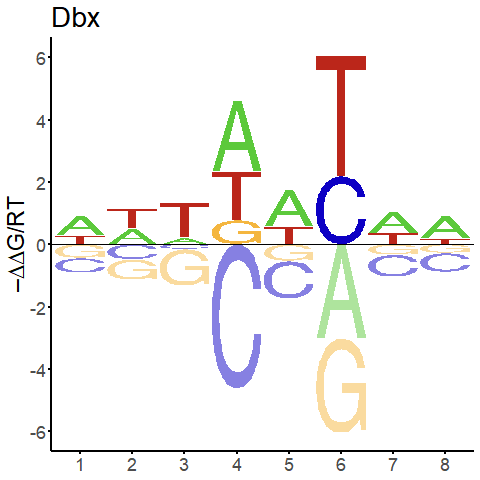 Dbx
−ΔΔG/RT
6
4
2
0
-2
-4
-6
A T G C
T A C G
T A C G
A T G C
A T G C
T C A G
A T G C
A T G C
1 2 3 4 5 6 7 8